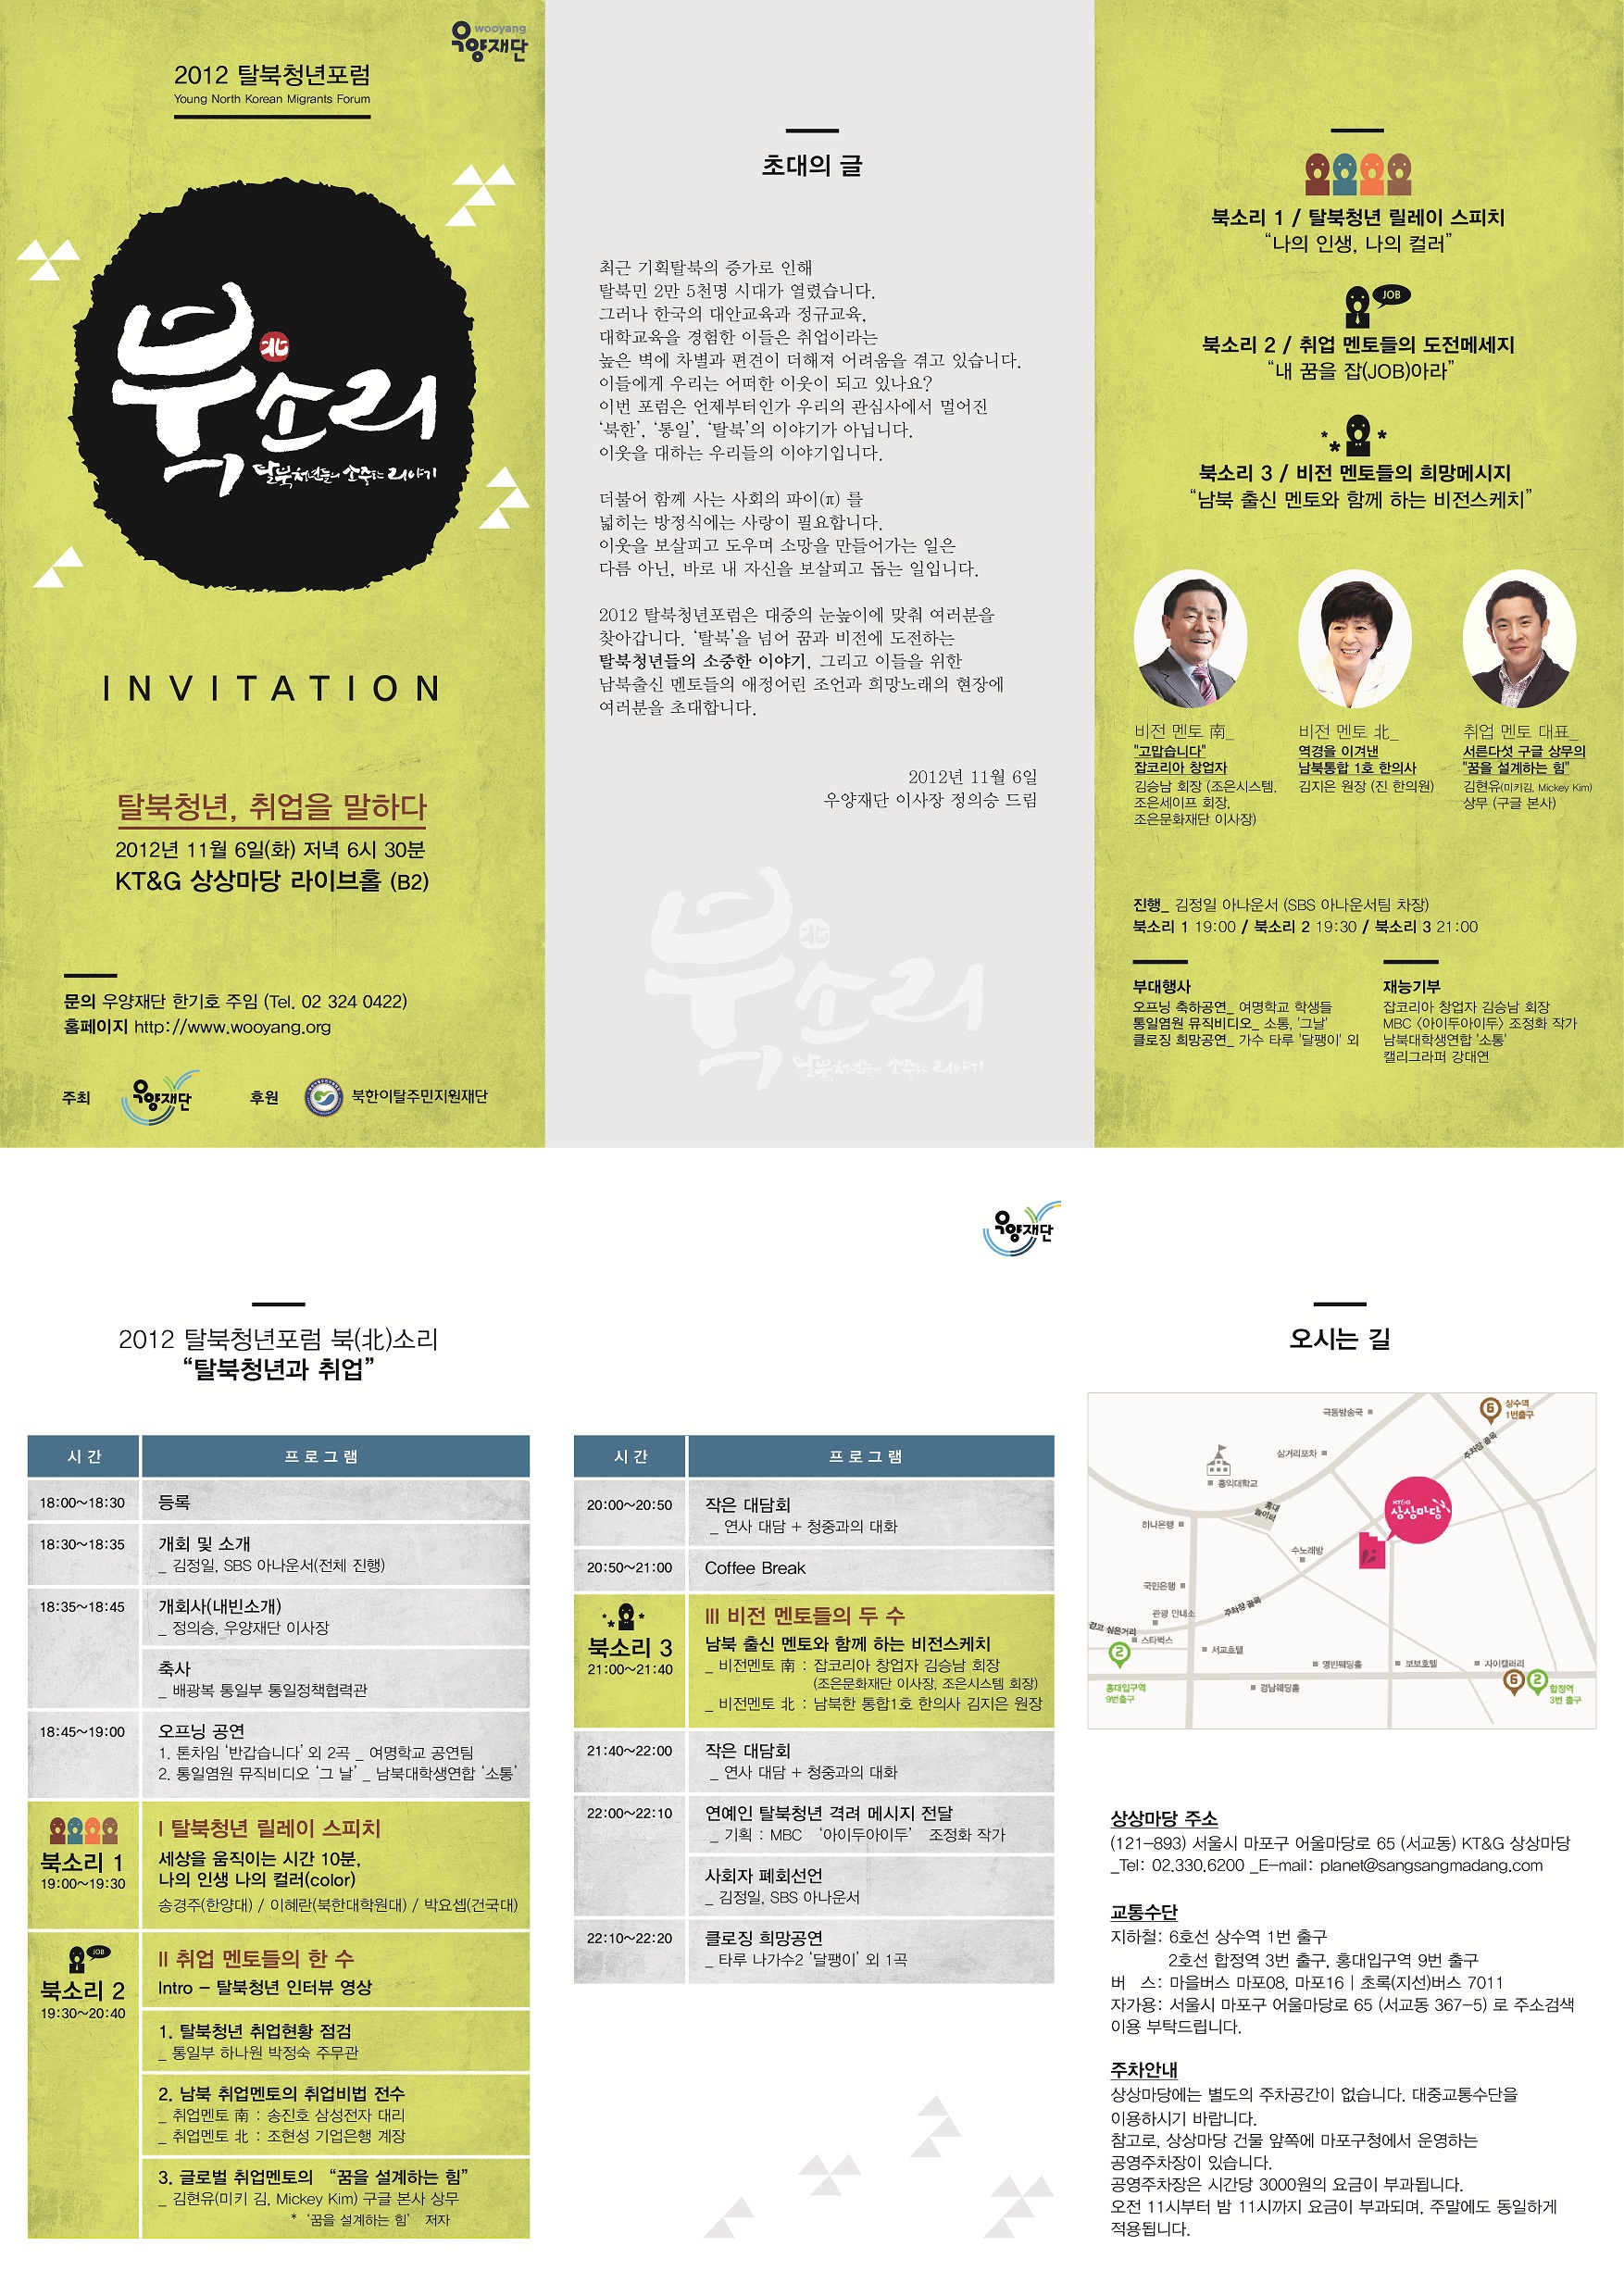 wooyang
우양재단
2012 탈북청년포럼
Young North Korean Migrants Forum
북소리
北
탈북청년들의 소중한 이야기
INVITATION
탈북청년, 취업을 말하다
2012년 11월 6일(화) 저녁 6시 30분
KT&G 상상마당 라이브홀 (B2)
문의 우양재단 한기호 주임 (Tel. 02 324 0422)
홈페이지 http://www.wooyang.org
주최 우양재단 후원 북한이탈주민지원재단
초대의 글
최근 기획탈북의 증가로 인해
탈북민 2만 5천명 시대가 열렸습니다.
그러나 한국의 대안교육과 정규교육,
대학교육을 경험한 이들은 취업이라는
높은 벽에 차별과 편견이 더해져 어려움을 겪고 있습니다.
이들에게 우리는 어떠한 이웃이 되고 있나요?
이번 포럼은 언제부터인가 우리의 관심사에서 멀어진
‘북한’, ‘통일’, ‘탈북’의 이야기가 아닙니다.
이웃을 대하는 우리들의 이야기입니다.
더불어 함께 사는 사회의 파이(π) 를
넓히는 방정식에는 사랑이 필요합니다.
이웃을 보살피고 도우며 소망을 만들어가는 일은
다름 아닌, 바로 내 자신을 보살피고 돕는 일입니다.
2012 탈북청년포럼은 대중의 눈높이에 맞춰 여러분을
찾아갑니다. ‘탈북’을 넘어 꿈과 비전에 도전하는
탈북청년들의 소중한 이야기, 그리고 이들을 위한
남북출신 멘토들의 애정어린 조언과 희망노래의 현장에
여러분을 초대합니다.
2012년 11월 6일
우양재단 이사장 정의승 드림
북소리
北
탈북청년들의 소중한 이야기
북소리 1 / 탈북청년 릴레이 스피치
“나의 인생, 나의 컬러”
JOB
북소리 2 / 취업 멘토들의 도전메세지
“내 꿈을 잡(JOB)아라”
북소리 3 / 비전 멘토들의 희망메시지
“남북 출신 멘토와 함께 하는 비전스케치”
비전 멘토 南_
"고맙습니다"
잡코리아 창업자
김승남 회장 (조은시스템,
조은세이프 회장,
조은문화재단 이사장)
비전 멘토 北_
역경을 이겨낸
남북통합 1호 한의사
김지은 원장 (진 한의원)
취업 멘토 대표_
서른다섯 구글 상무의
"꿈을 설계하는 힘"
김현유(미키김, Mickey Kim)
상무 (구글 본사)
진행_ 김정일 아나운서 (SBS 아나운서팀 차장)
북소리 1 19:00 / 북소리 2 19:30 / 북소리 3 21:00
부대행사
오프닝 축하공연_ 여명학교 학생들
통일염원 뮤직비디오_ 소통, '그날'
클로징 희망공연_ 가수 타루 '달팽이' 외
재능기부
잡코리아 창업자 김승남 회장
MBC <아이두아이두> 조정화 작가
남북대학생연합 '소통'
캘리그라퍼 강대연
우양재단
2012 탈북청년포럼 북(北)소리
“탈북청년과 취업”
시 간 프 로 그 램
18:00~18:30 등록
18:30~18:35 개회 및 소개
_ 김정일, SBS 아나운서(전체 진행)
18:35~18:45 개회사(내빈소개)
_ 정의승, 우양재단 이사장
축사
_ 배광복 통일부 통일정책협력관
18:45~19:00 오프닝 공연
1. 톤차임 ‘반갑습니다’ 외 2곡 _ 여명학교 공연팀
2. 통일염원 뮤직비디오 ‘그 날’ _ 남북대학생연합 ‘소통’
북소리 1
19:00~19:30
I 탈북청년 릴레이 스피치
세상을 움직이는 시간 10분,
나의 인생 나의 컬러(color)
송경주(한양대) / 이혜란(북한대학원대) / 박요셉(건국대)
JOB
북소리 2
19:30~20:40
II 취업 멘토들의 한 수
Intro – 탈북청년 인터뷰 영상
1. 탈북청년 취업현황 점검
_ 통일부 하나원 박정숙 주무관
2. 남북 취업멘토의 취업비법 전수
_ 취업멘토 南 : 송진호 삼성전자 대리
_ 취업멘토 北 : 조현성 기업은행 계장
3. 글로벌 취업멘토의 “꿈을 설계하는 힘”
_ 김현유(미키 김, Mickey Kim) 구글 본사 상무
* ‘꿈을 설계하는 힘’ 저자
시 간 프 로 그 램
20:00~20:50 작은 대담회
_ 연사 대담 + 청중과의 대화
20:50~21:00 Coffee Break
북소리 3
21:00~21:40
III 비전 멘토들의 두 수
남북 출신 멘토와 함께 하는 비전스케치
_ 비전멘토 南 : 잡코리아 창업자 김승남 회장
(조은문화재단 이사장, 조은시스템 회장)
_ 비전멘토 北 : 남북한 통합1호 한의사 김지은 원장
21:40~22:00 작은 대담회
_ 연사 대담 + 청중과의 대화
22:00~22:10 연예인 탈북청년 격려 메시지 전달
_ 기획 : MBC ‘아이두아이두’ 조정화 작가
사회자 폐회선언
_ 김정일, SBS 아나운서
22:10~22:20 클로징 희망공연
_ 타루 나가수2 ‘달팽이’ 외 1곡
오시는 길
극동방송국
6 상수역
1번출구
삼거리포차
주차장 골목
홍익대학교
홍대
놀이터
KT&G
상상마당
하나은행
수노래방
국민은행
관광 안내소
주차장 골목
걷고 싶은거리
스타벅스
2
서교호텔
영빈웨딩홀
보보호텔
자이갤러리
홍대입구역
9번출구
경남웨딩홀
6 2
합정역
3번 출구
상상마당 주소
(121-893) 서울시 마포구 어울마당로 65 (서교동) KT&G 상상마당
_Tel: 02.330.6200 _E-mail: planet@sangsangmadang.com
교통수단
지하철: 6호선 상수역 1번 출구
2호선 합정역 3번 출구, 홍대입구역 9번 출구
버 스: 마을버스 마포08, 마포16 | 초록(지선)버스 7011
자가용: 서울시 마포구 어울마당로 65 (서교동 367-5) 로 주소검색
이용 부탁드립니다.
주차안내
상상마당에는 별도의 주차공간이 없습니다. 대중교통수단을
이용하시기 바랍니다.
참고로, 상상마당 건물 앞쪽에 마포구청에서 운영하는
공영주차장이 있습니다.
공영주차장은 시간당 3000원의 요금이 부과됩니다.
오전 11시부터 밤 11시까지 요금이 부과되며, 주말에도 동일하게
적용됩니다.